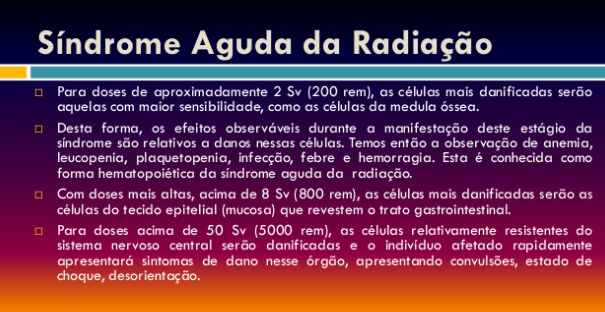 Síndrome Aguda da Radiação
Para doses de aproximadamente 2 Sv (200 rem), as células mais danificadas serão
aquelas com maior sensibilidade, como as células da medula óssea.
Desta forma, os efeitos observáveis durante a manifestação deste estágio da
síndrome são relativos a danos nessas células. Temos então a observação de anemia,
leucopenia, plaquetopenia, infecção, febre e hemorragia. Esta é conhecida como
forma hematopoiética da síndrome aguda da  radiação.
Com doses mais altas, acima de 8 Sv (800 rem), as células mais danificadas serão as
células do tecido epitelial (mucosa) que revestem o trato gastrointestinal.
Para doses acima de 50 Sv (5000 rem), as células relativamente resistentes do
sistema nervoso central serão danificadas e o indivíduo afetado rapidamente
apresentará sintomas de dano nesse órgão, apresentando convulsões, estado de
choque, desorientação.